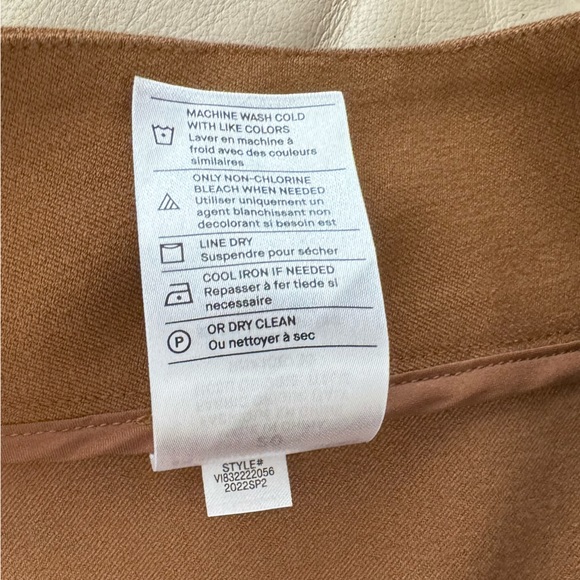 MACHINE WASH COLD
WITH LIKE COLORS
Laver en machine à
froid avec des couleurs
similaires
ONLY NON-CHLORINE
BLEACH WHEN NEEDED
Utiliser uniquement un
agent blanchissant non
decolorant si besoin est
LINE DRY
Suspendre pour sécher
COOL IRON IF NEEDED
Repasser à fer tiede si
necessaire
P
OR DRY CLEAN
Ou nettoyer à sec
STYLE#
VI832222056
2022SP2